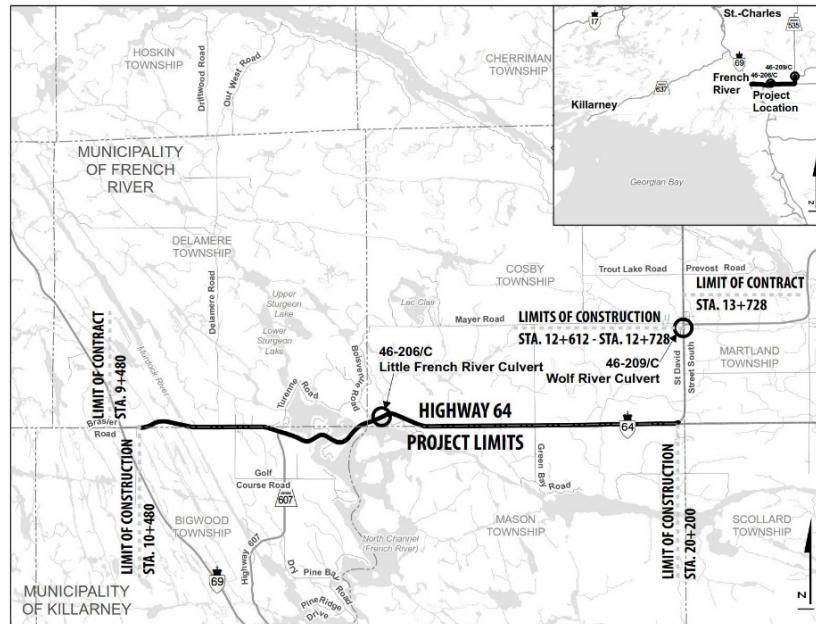 HOSKIN
TOWNSHIP
Driftwood Road
Out West Road
CHERRIMAN
TOWNSHIP
17
St.-Charles
535
69
46-209/C
46-206/C
French
River
637
Project
Location
Killarney
Georgian Bay
N
MUNICIPALITY
OF FRENCH
RIVER
DELAMERE
TOWNSHIP
Delamere Road
Upper
Sturgeon
Lake
Lower
Sturgeon
Lake
Lac Clair
COSBY
TOWNSHIP
Trout Lake Road
Prevost Road
LIMIT OF CONTRACT
STA. 13+728
Mayer Road
LIMITS OF CONSTRUCTION
STA. 12+612 - STA. 12+728
46-209/C
Wolf River Culvert
St David
Street South
MARTLAND
TOWNSHIP
LIMIT OF CONTRACT
STA. 9+480
Murdock River
Boisvenue Road
46-206/C
Little French River Culvert
Turenne
Road
Brasier
Road
HIGHWAY 64
PROJECT LIMITS
64
LIMIT OF CONSTRUCTION
STA. 10+480
Golf
Course Road
607
Highway 607
BIGWOOD
TOWNSHIP
69
Green Bay
Road
MASON
TOWNSHIP
North Channel
(French River)
Dry
Pine Bay
Road
Pine Ridge
Drive
LIMIT OF CONSTRUCTION
STA. 20+200
SCOLLARD
TOWNSHIP
MUNICIPALITY
OF KILLARNEY
N